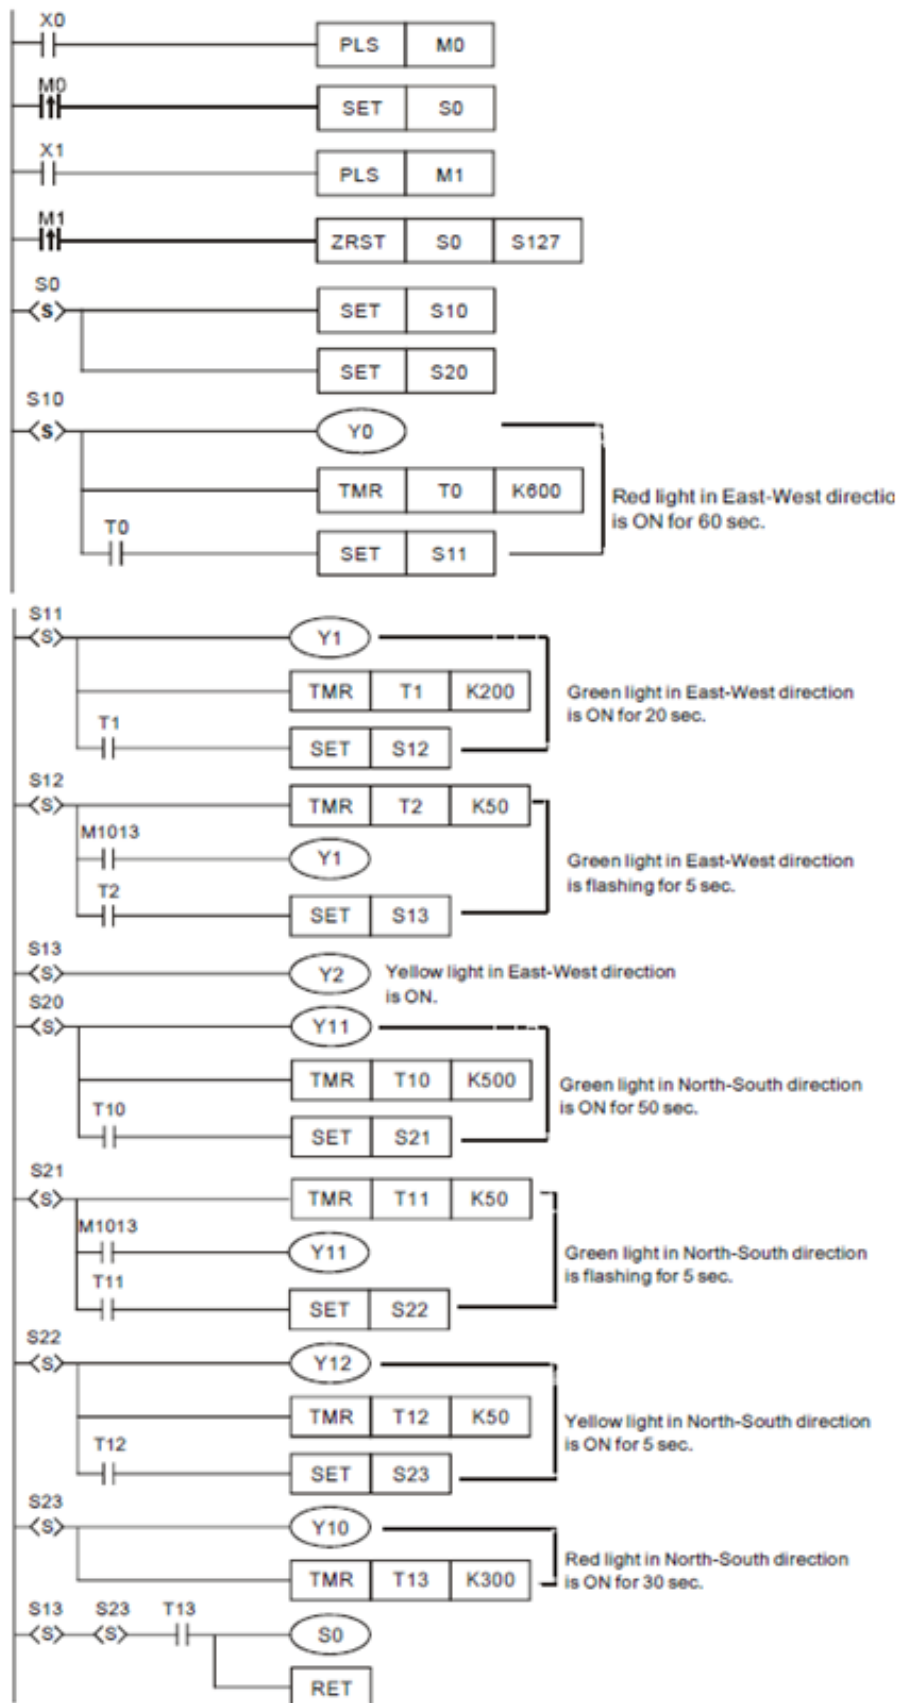 X0
PLS M0
M0
SET S0
X1
PLS M1
M1
ZRST S0 S127
S0
S SET S10
SET S20
S10
S Y0
TMR T0 K600
Red light in East-West directio
is ON for 60 sec.
T0
SET S11
S11
S Y1
TMR T1 K200
Green light in East-West direction
is ON for 20 sec.
T1
SET S12
S12
S TMR T2 K50
M1013
Y1
Green light in East-West direction
is flashing for 5 sec.
T2
SET S13
S13
S Y2 Yellow light in East-West direction
is ON.
S20
S Y11
TMR T10 K500
Green light in North-South direction
is ON for 50 sec.
T10
SET S21
S21
S TMR T11 K50
M1013
Y11
Green light in North-South direction
is flashing for 5 sec.
T11
SET S22
S22
S Y12
TMR T12 K50
Yellow light in North-South direction
is ON for 5 sec.
T12
SET S23
S23
S Y10
Red light in North-South direction
is ON for 30 sec.
TMR T13 K300
S13 S23 T13
S S S0
RET